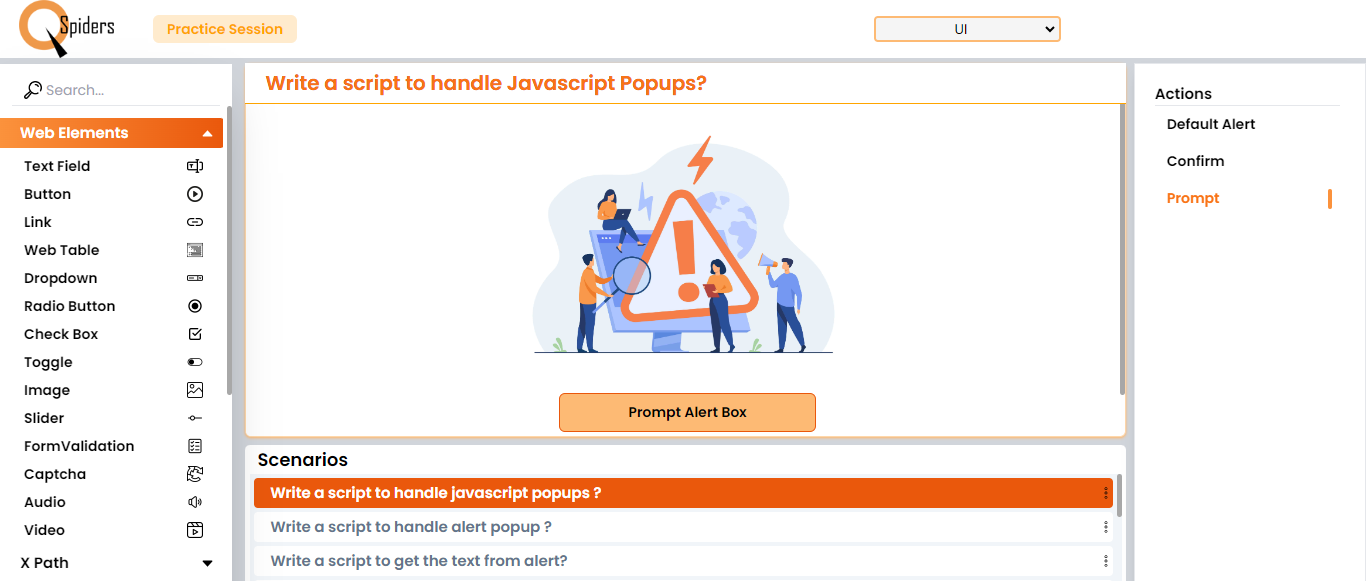 Spiders
Practice Session
UI
Search...
Web Elements
Text Field
Button
Link
Web Table
Dropdown
Radio Button
Check Box
Toggle
Image
Slider
FormValidation
Captcha
Audio
Video
X Path
Write a script to handle Javascript Popups?
Prompt Alert Box
Scenarios
Write a script to handle javascript popups ?
Write a script to handle alert popup ?
Write a script to get the text from alert?
Actions
Default Alert
Confirm
Prompt